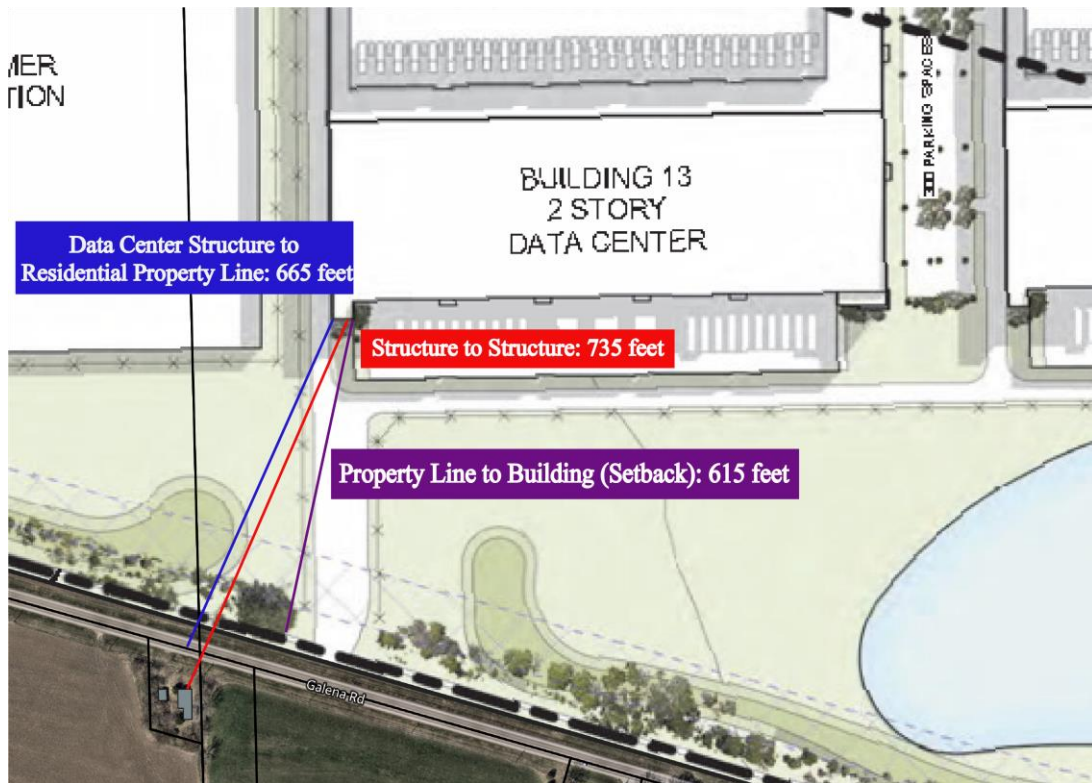 MER
TION
BUILDING 13
2 STORY
DATA CENTER
300 PARKING SPACES
Data Center Structure to
Residential Property Line: 665 feet
Structure to Structure: 735 feet
Property Line to Building (Setback): 615 feet
Galena Rd